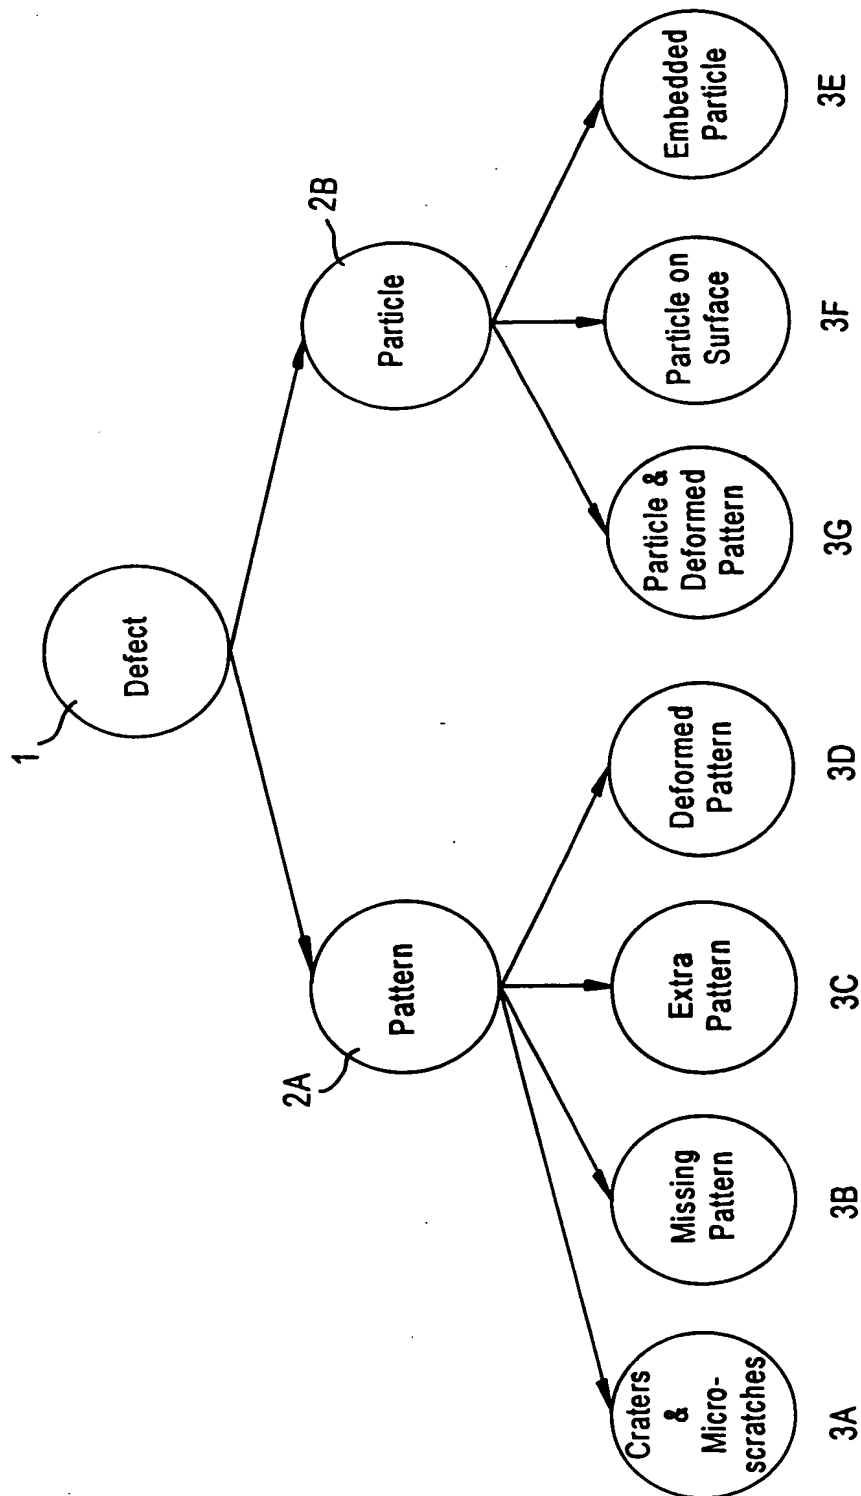 1
Defect
2A
Pattern
2B
Particle
Craters
&
Micro-
scratches
Missing
Pattern
Extra
Pattern
Deformed
Pattern
Particle &
Deformed
Pattern
Particle on
Surface
Embedded
Particle
3A
3B
3C
3D
3G
3F
3E